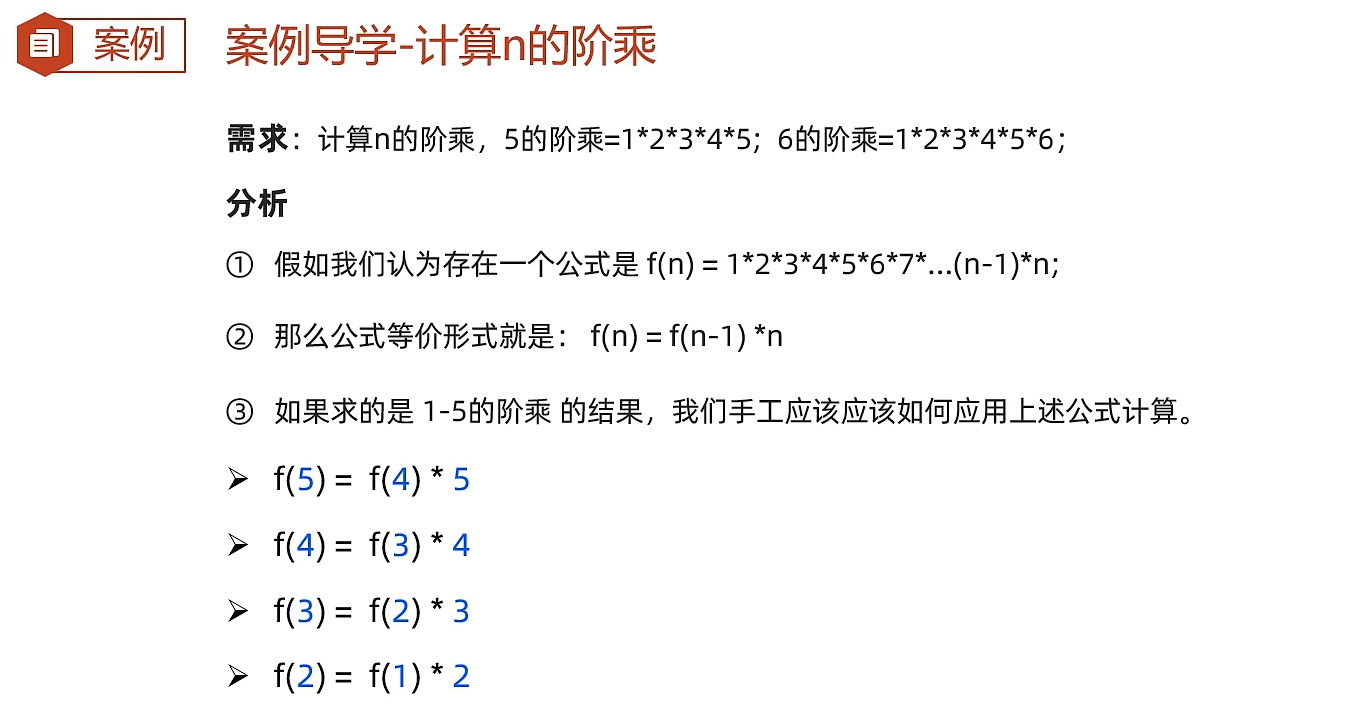 案例
案例导学-计算n的阶乘
需求：计算n的阶乘，5的阶乘=1*2*3*4*5；6的阶乘=1*2*3*4*5*6；
分析
① 假如我们认为存在一个公式是 f(n) = 1*2*3*4*5*6*7*...(n-1)*n;
② 那么公式等价形式就是： f(n) = f(n-1) *n
③ 如果求的是 1-5的阶乘 的结果，我们手工应该应该如何应用上述公式计算。
➢ f(5) = f(4) * 5
➢ f(4) = f(3) * 4
➢ f(3) = f(2) * 3
➢ f(2) = f(1) * 2